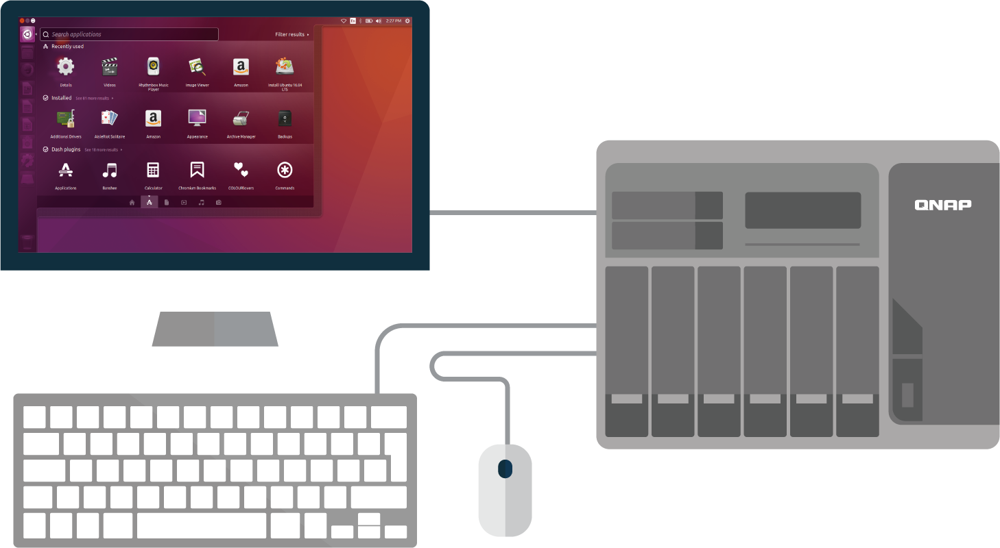 En
2:27 PM
Search applications
Filter results
Recently used
Details
Videos
Rhythmbox Music
Player
Image Viewer
Amazon
Install Ubuntu 16.04
LTS
Installed
See 81 more results
Additional Drivers
AisleRiot Solitaire
Amazon
Appearance
Archive Manager
Backups
Dash plugins
See 18 more results
Applications
Banshee
Calculator
Chromium Bookmarks
COLOURlovers
Commands
QNAP